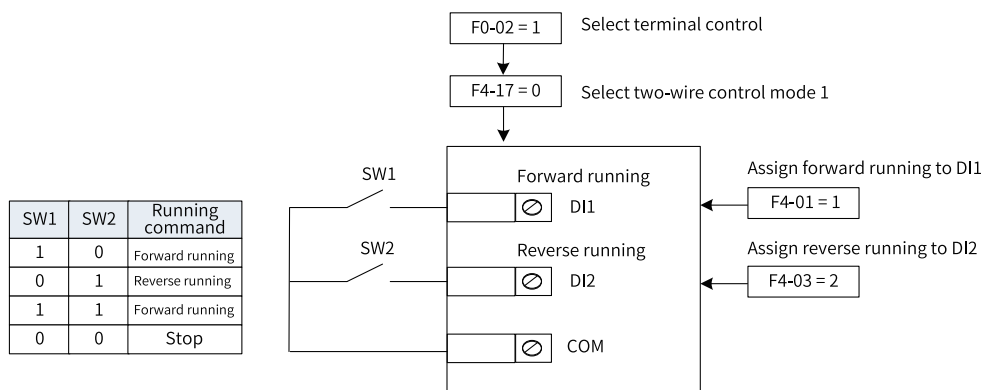 F0-02 = 1
Select terminal control
F4-17 = 0
Select two-wire control mode 1
SW1
Forward running
DI1
SW2
Reverse running
DI2
COM
Assign forward running to DI1
F4-01 = 1
Assign reverse running to DI2
F4-03 = 2
SW1 SW2 Running
command
1 0 Forward running
0 1 Reverse running
1 1 Forward running
0 0 Stop